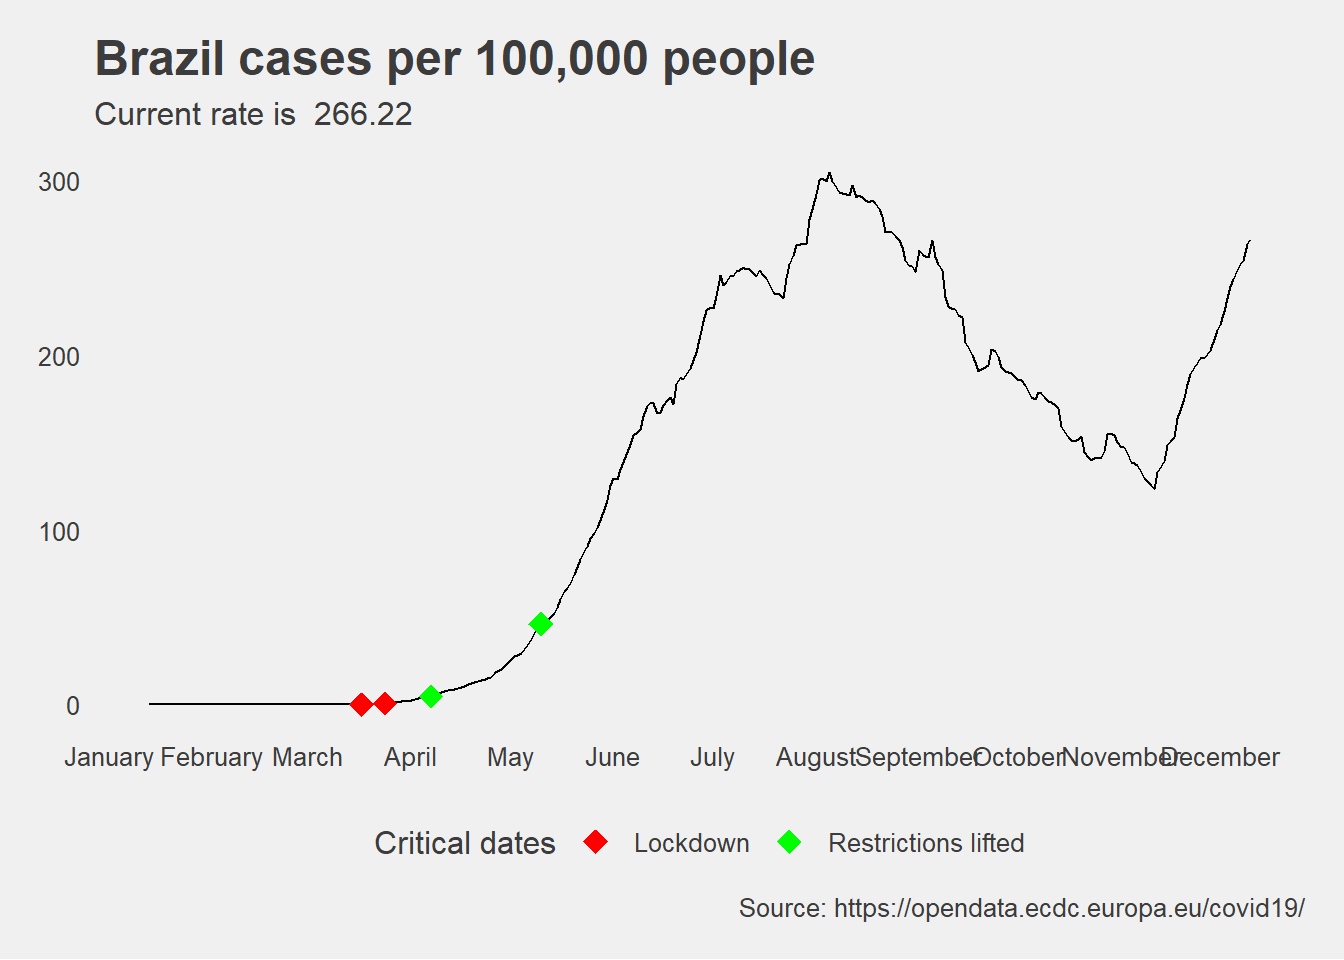 Brazil cases per 100,000 people
Current rate is  266.22
300
200
100
0
January February March April May June July August September October November December
Critical dates Lockdown Restrictions lifted
Source: https://opendata.ecdc.europa.eu/covid19/